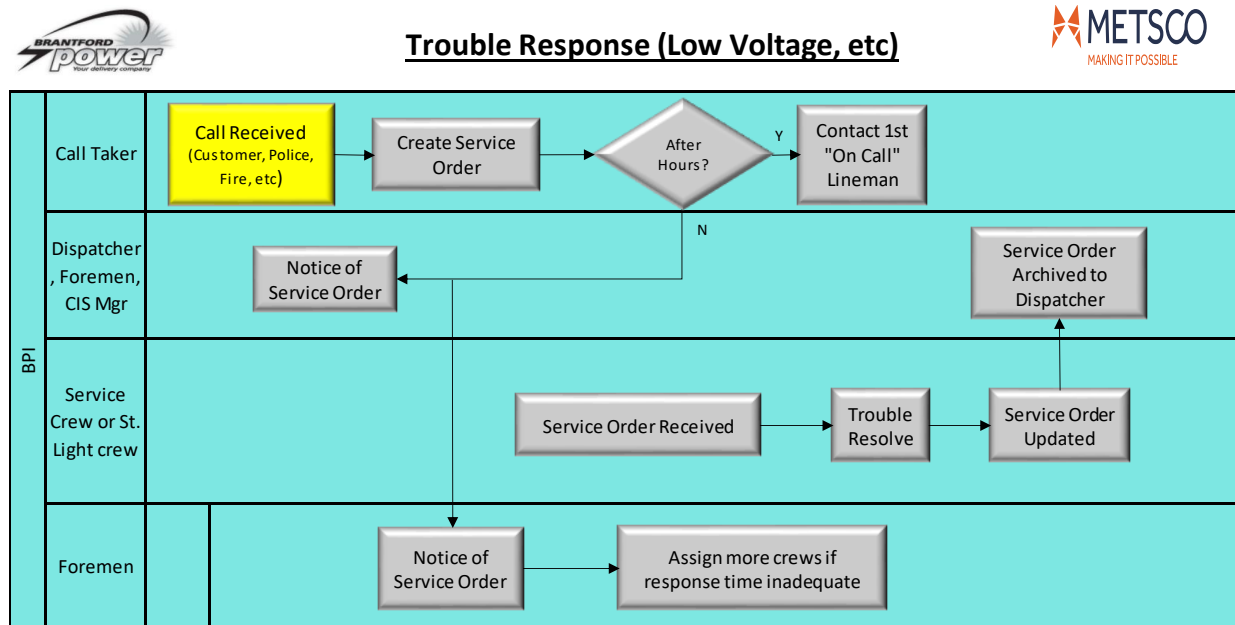 BRANTFORD
power
Your delivery company
Trouble Response (Low Voltage, etc)
METSCO
MAKING IT POSSIBLE
BPI
Call Taker
Call Received
(Customer, Police,
Fire, etc)
Create Service
Order
After
Hours?
Y
Contact 1st
"On Call"
Lineman
N
Dispatcher
, Foremen,
CIS Mgr
Notice of
Service Order
Service Order
Archived to
Dispatcher
Service
Crew or St.
Light crew
Service Order Received
Trouble
Resolve
Service Order
Updated
Foremen
Notice of
Service Order
Assign more crews if
response time inadequate